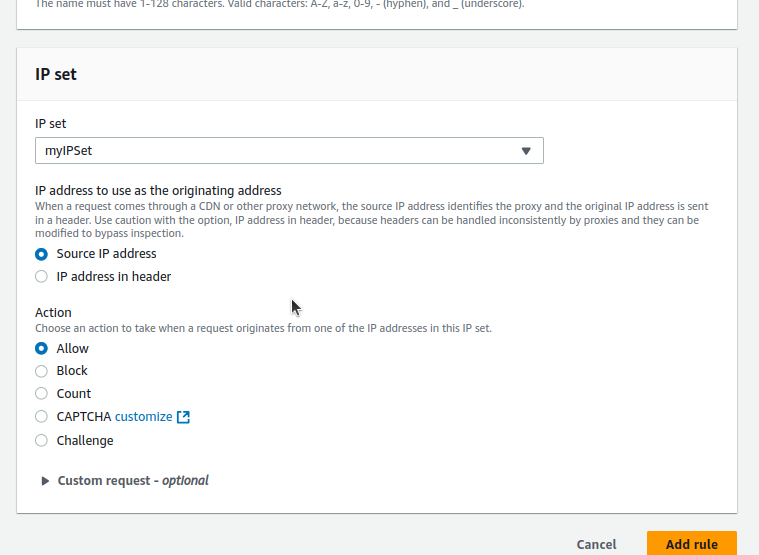 The name must have 1-128 characters. Valid characters: A-Z, a-z, 0-9, - (hyphen), and _ (underscore).
IP set
IP set
myIPSet
IP address to use as the originating address
When a request comes through a CDN or other proxy network, the source IP address identifies the proxy and the original IP address is sent
in a header. Use caution with the option, IP address in header, because headers can be handled inconsistently by proxies and they can be
modified to bypass inspection.
Source IP address
IP address in header
Action
Choose an action to take when a request originates from one of the IP addresses in this IP set.
Allow
Block
Count
CAPTCHA customize
Challenge
Custom request - optional
Cancel
Add rule